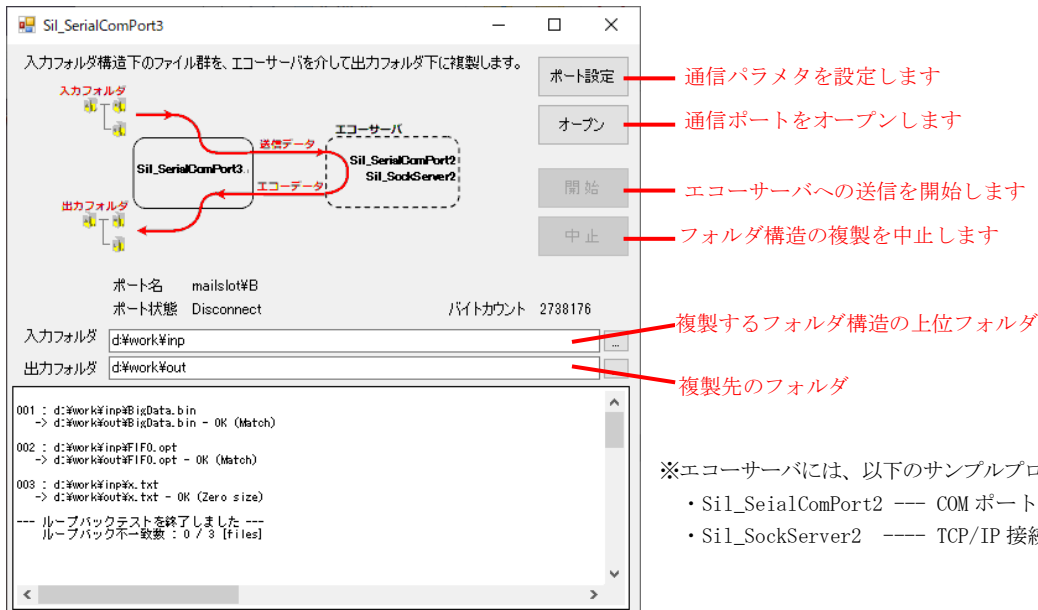 Sil_SerialComPort3
入力フォルダ構造下のファイル群を、エコーサーバを介して出力フォルダ下に複製します。
ポート設定
通信パラメタを設定します
入力フォルダ
オープン
通信ポートをオープンします
エコーサーバ
送信データ
Sil_SerialComPort3
Sil_SerialComPort2
Sil_SockServer2
エコーデータ
開始
エコーサーバへの送信を開始します
出力フォルダ
中止
フォルダ構造の複製を中止します
ポート名 mailslot¥B
ポート状態 Disconnect バイトカウント 2738176
入力フォルダ d:¥work¥inp ...
複製するフォルダ構造の上位フォルダ
出力フォルダ d:¥work¥out
複製先のフォルダ
001 : d:¥work¥inp¥BigData.bin
-> d:¥work¥out¥BigData.bin - OK (Match)
002 : d:¥work¥inp¥FIFO.opt
-> d:¥work¥out¥FIFO.opt - OK (Match)
003 : d:¥work¥inp¥x.txt
-> d:¥work¥out¥x.txt - OK (Zero size)
--- ループバックテストを終了しました ---
ループバック不一致数 : 0 / 3 [files]
※エコーサーバには、以下のサンプルプロ
・Sil_SeialComPort2 --- COM ポート
・Sil_SockServer2 ---- TCP/IP 接続